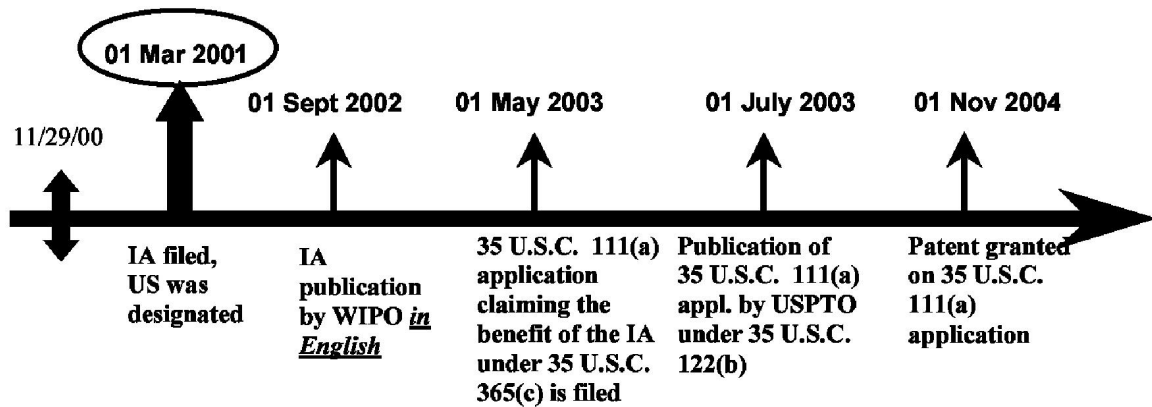 01 Mar 2001
01 Sept 2002
01 May 2003
01 July 2003
01 Nov 2004
11/29/00
IA filed,
US was
designated
IA
publication
by WIPO in
English
35 U.S.C. 111(a)
application
claiming the
benefit of the IA
under 35 U.S.C.
365(c) is filed
Publication of
35 U.S.C. 111(a)
appl. by USPTO
under 35 U.S.C.
122(b)
Patent granted
on 35 U.S.C.
111(a)
application